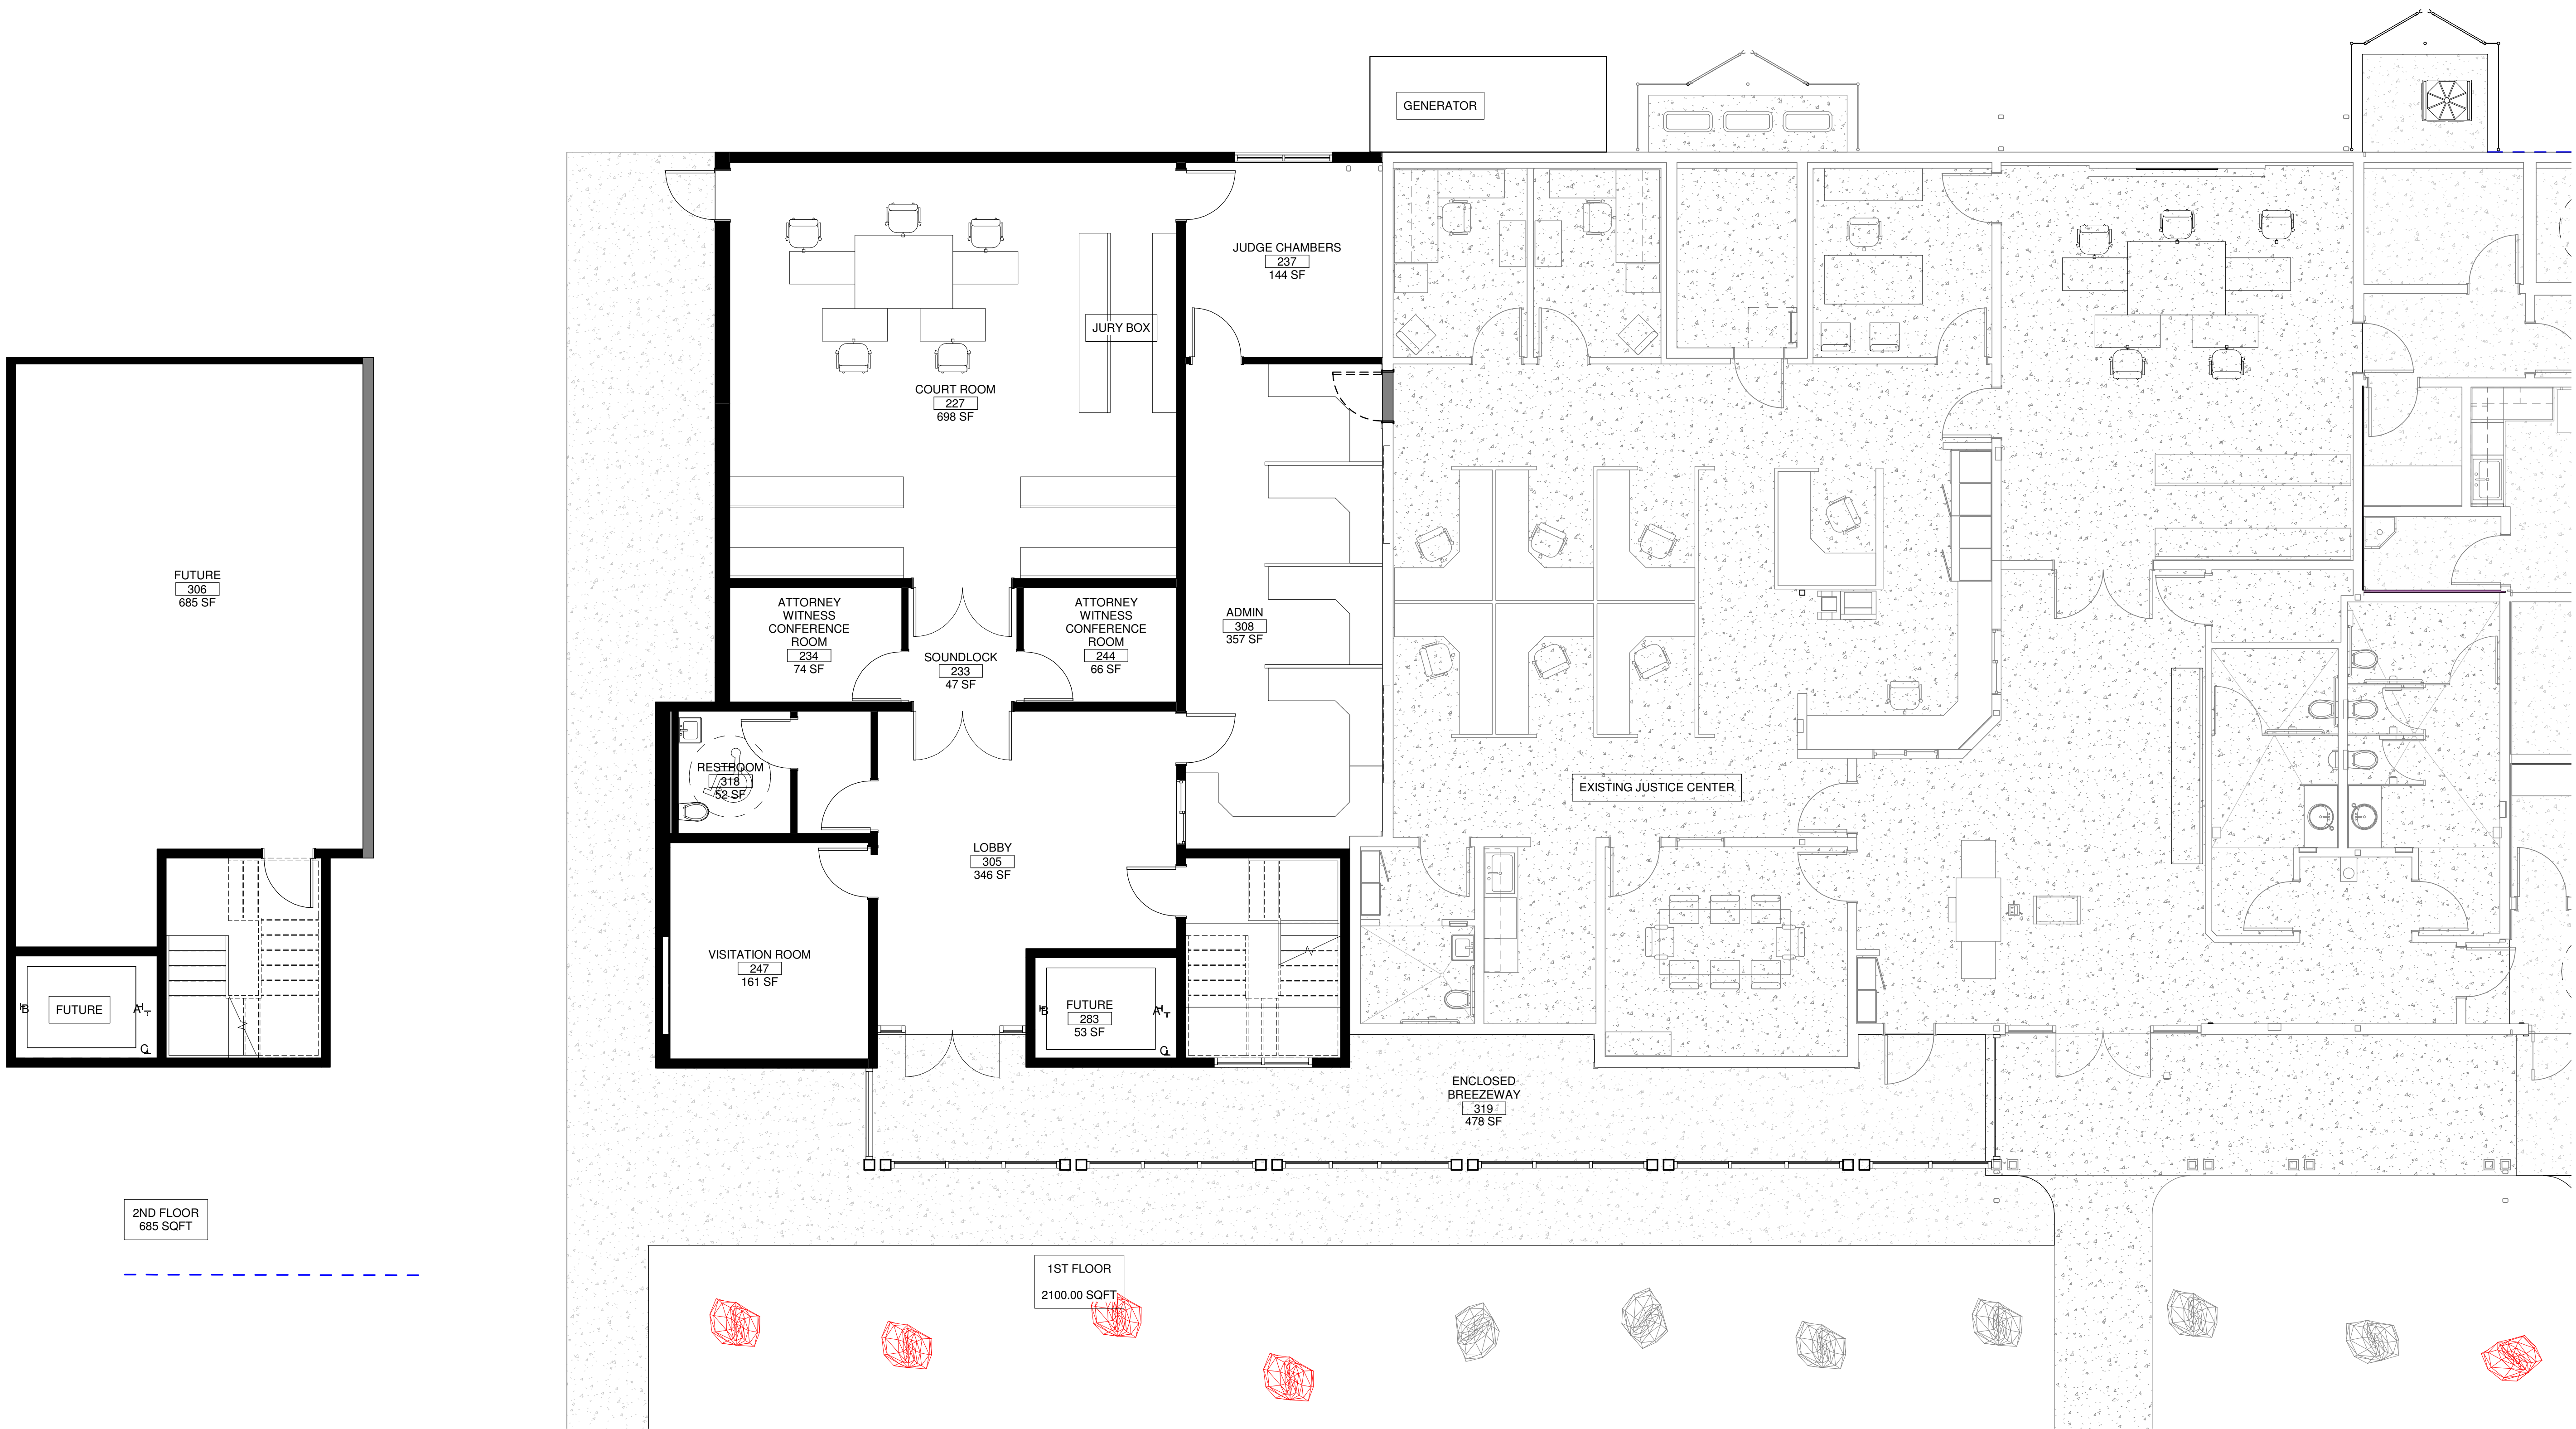 GENERATOR
JUDGE CHAMBERS
237
144 SF
JURY BOX
COURT ROOM
227
698 SF
FUTURE
306
685 SF
ATTORNEY
WITNESS
CONFERENCE
ROOM
234
74 SF
ATTORNEY
WITNESS
CONFERENCE
ROOM
244
66 SF
ADMIN
308
357 SF
SOUNDLOCK
233
47 SF
RESTROOM
318
52 SF
EXISTING JUSTICE CENTER
LOBBY
305
346 SF
VISITATION ROOM
247
161 SF
FUTURE
283
53 SF
B
A
FUTURE
B
A
ENCLOSED
BREEZEWAY
319
478 SF
2ND FLOOR
685 SQFT
1ST FLOOR
2100.00 SQFT